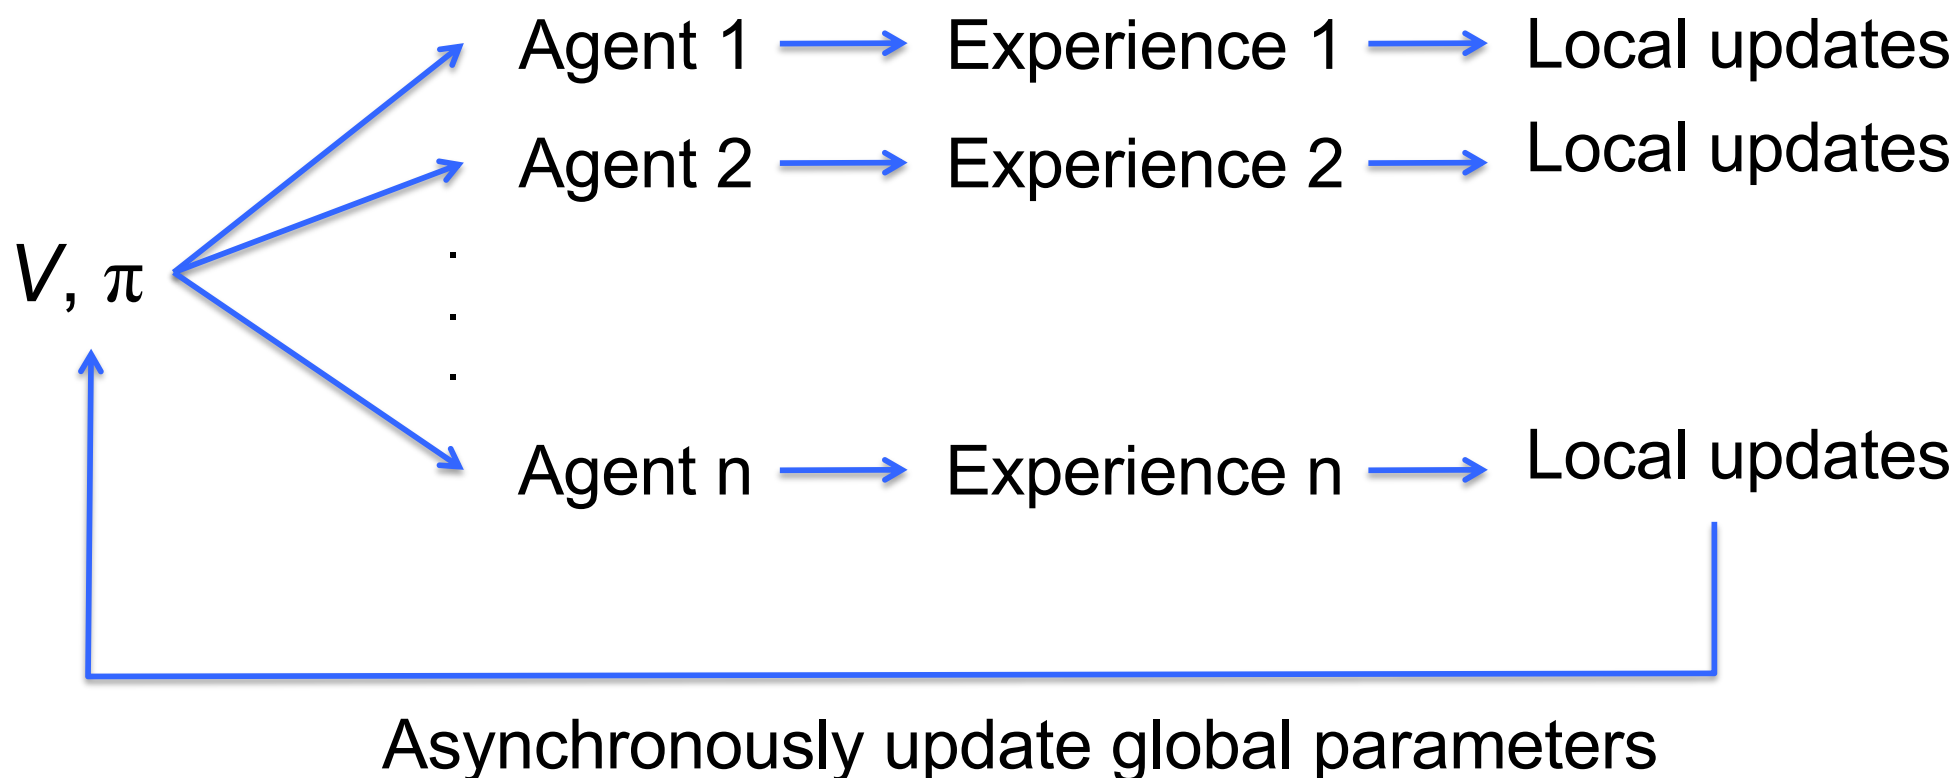 Agent 1 Experience 1 Local updates
Agent 2 Experience 2 Local updates
V, π
.
.
.
Agent n Experience n Local updates
Asynchronously update global parameters